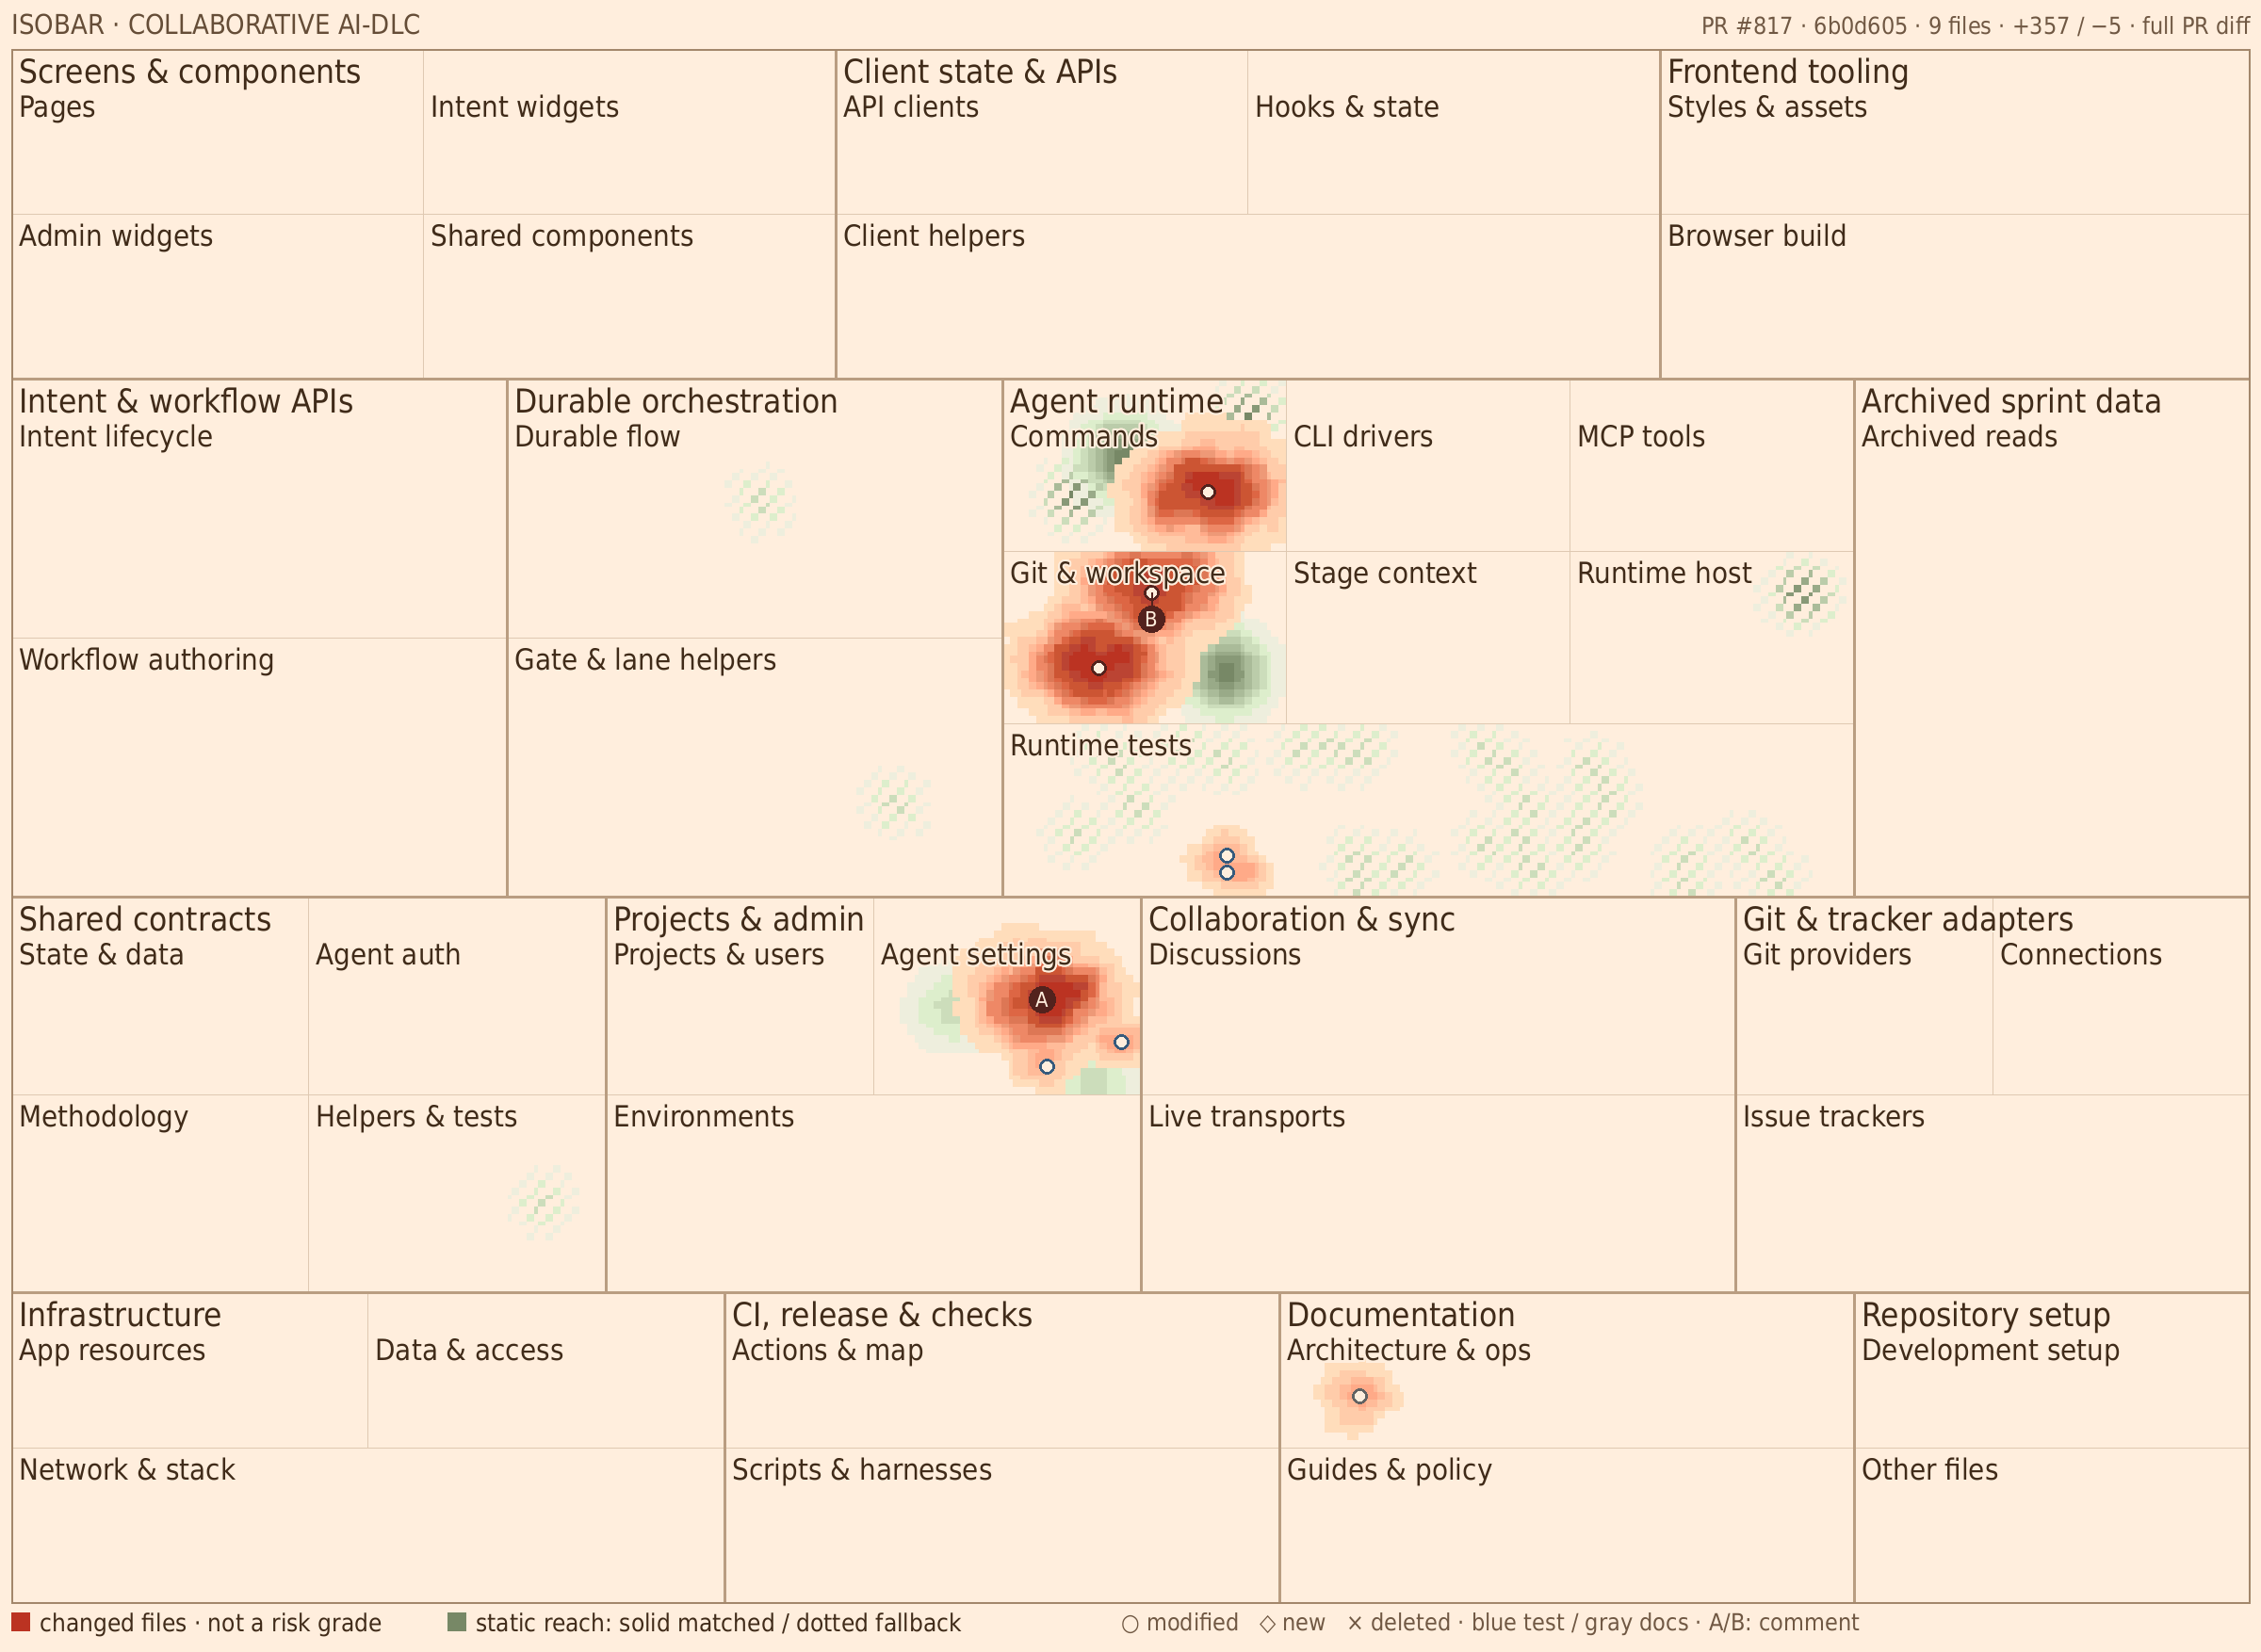 ISOBAR · COLLABORATIVE AI-DLC
PR #817 · 6b0d605 · 9 files · +357 / −5 · full PR diff
Screens & components
Pages
Intent widgets
Admin widgets
Shared components
Client state & APIs
API clients
Hooks & state
Client helpers
Frontend tooling
Styles & assets
Browser build
Intent & workflow APIs
Intent lifecycle
Workflow authoring
Durable orchestration
Durable flow
Gate & lane helpers
Agent runtime
Commands
CLI drivers
MCP tools
Git & workspace
B
Stage context
Runtime host
Runtime tests
Archived sprint data
Archived reads
Shared contracts
State & data
Agent auth
Methodology
Helpers & tests
Projects & admin
Projects & users
Agent settings
A
Environments
Collaboration & sync
Discussions
Live transports
Git & tracker adapters
Git providers
Connections
Issue trackers
Infrastructure
App resources
Data & access
Network & stack
CI, release & checks
Actions & map
Scripts & harnesses
Documentation
Architecture & ops
Guides & policy
Repository setup
Development setup
Other files
changed files · not a risk grade
static reach: solid matched / dotted fallback
○ modified ◇ new × deleted · blue test / gray docs · A/B: comment